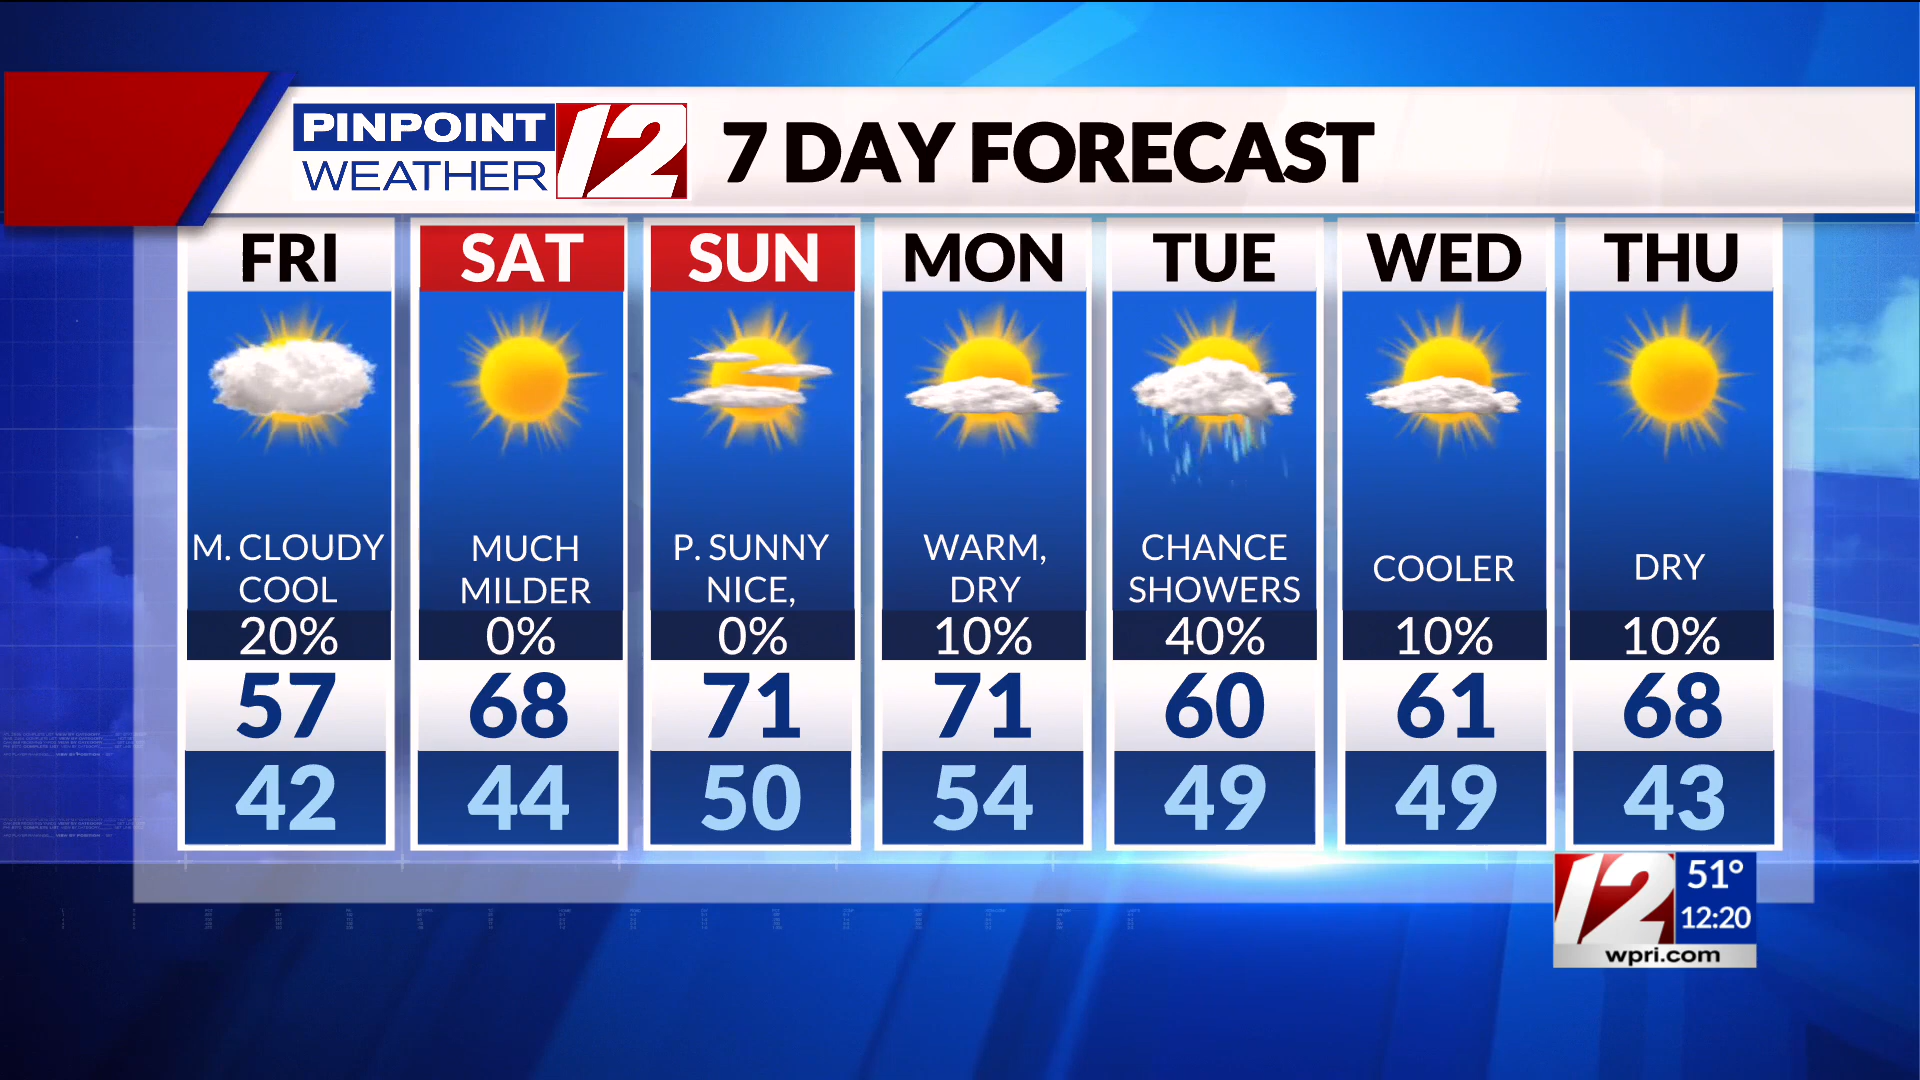 PINPOINT
WEATHER
12
7 DAY FORECAST
FRI SAT SUN MON TUE WED THU
M. CLOUDY
COOL
MUCH
MILDER
P. SUNNY
NICE,
WARM,
DRY
CHANCE
SHOWERS
COOLER
DRY
20% 0% 0% 10% 40% 10% 10%
57 68 71 71 60 61 68
42 44 50 54 49 49 43
12
51°
12:20
wpri.com